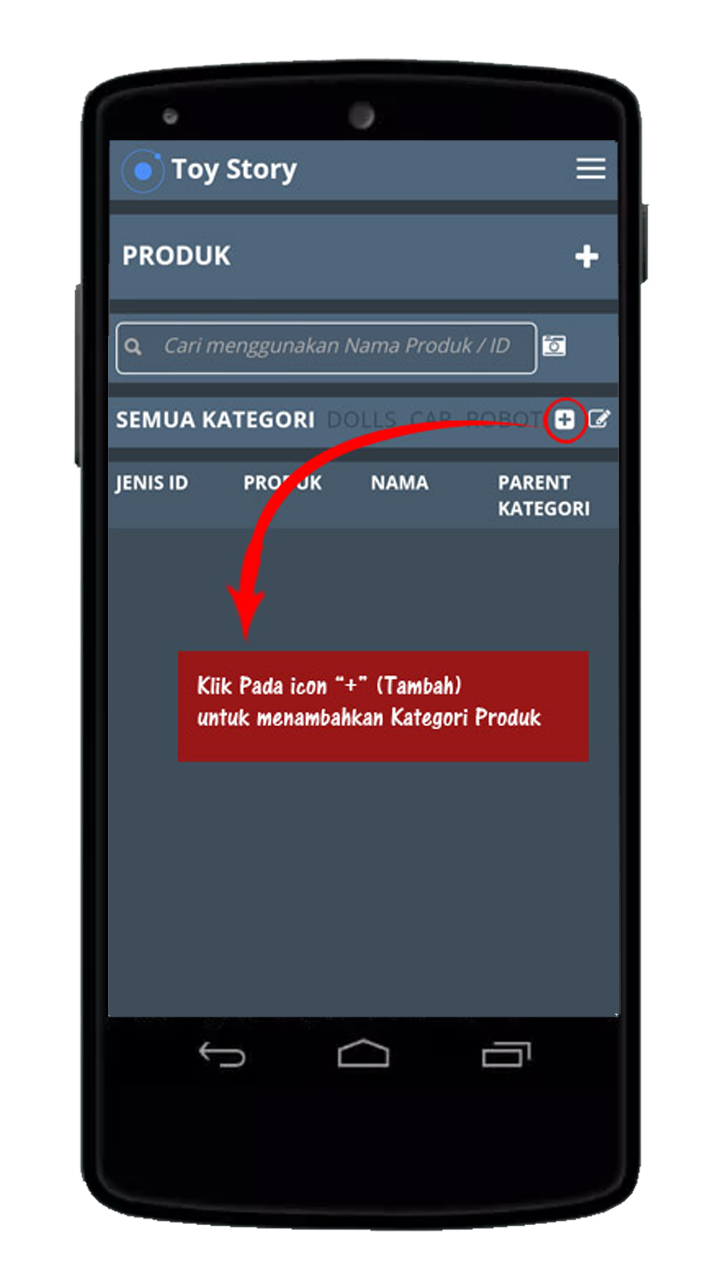 Toy Story
PRODUK
Cari menggunakan Nama Produk / ID
SEMUA KATEGORI DOLLS CAR ROBOT
JENIS ID PRODUK NAMA PARENT KATEGORI
Klik Pada icon “+” (Tambah)
untuk menambahkan Kategori Produk